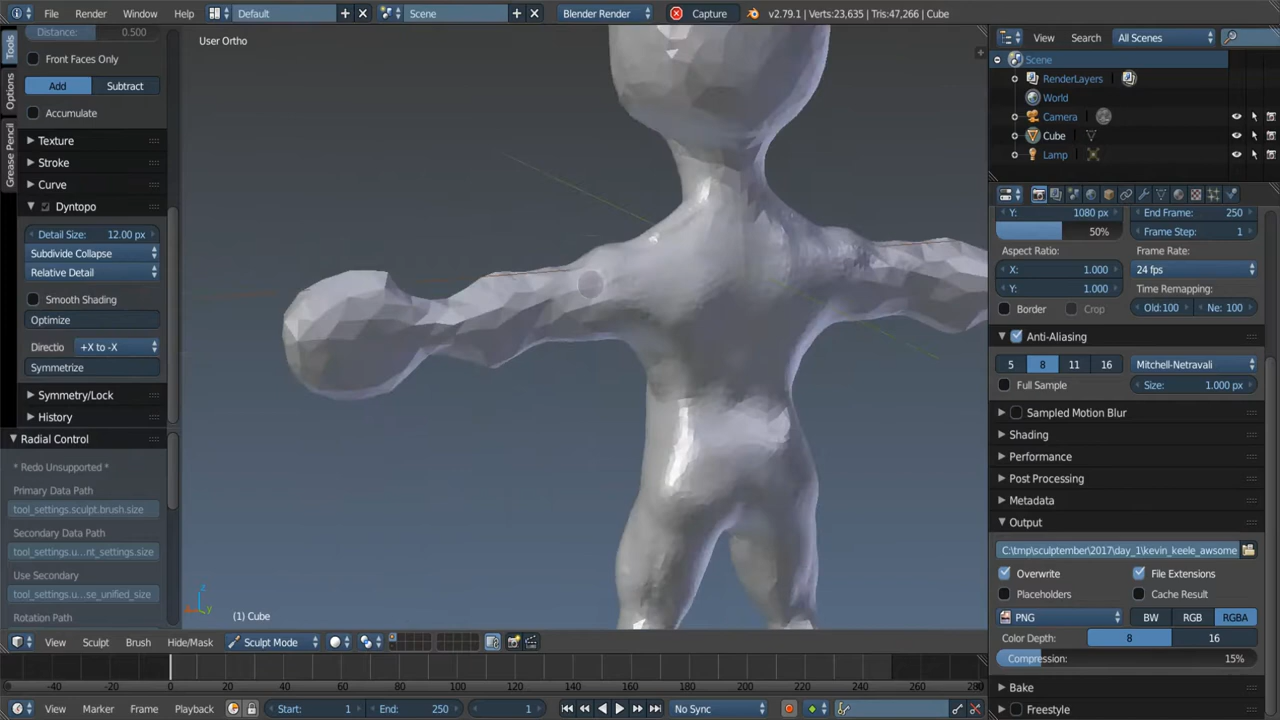 File Render Window Help Default Scene Blender Render Capture v2.79.1 | Verts:23,635 | Tris:47,266 | Cube
Tools
Options
Grease Pencil
Distance: 0.500
Front Faces Only
Add Subtract
Accumulate
Texture
Stroke
Curve
Dyntopo
Detail Size: 12.00 px
Subdivide Collapse
Relative Detail
Smooth Shading
Optimize
Directio +X to -X
Symmetrize
Symmetry/Lock
History
Radial Control
* Redo Unsupported *
Primary Data Path
tool_settings.sculpt.brush.size
Secondary Data Path
tool_settings.u...nt_settings.size
Use Secondary
tool_settings.u...se_unified_size
Rotation Path
User Ortho
z
x y
(1) Cube
View Sculpt Brush Hide/Mask Sculpt Mode
-40 -20 0 20 40 60 80 100 120 140 160 180 200 220 240 260 280
View Marker Frame Playback Start: 1 End: 250 1 No Sync
View Search All Scenes
Scene
RenderLayers
World
Camera
Cube
Lamp
Y: 1080 px End Frame: 250
50% Frame Step: 1
Aspect Ratio: Frame Rate:
X: 1.000 24 fps
Y: 1.000 Time Remapping:
Border Crop Old:100 Ne: 100
Anti-Aliasing
5 8 11 16 Mitchell-Netravali
Full Sample Size: 1.000 px
Sampled Motion Blur
Shading
Performance
Post Processing
Metadata
Output
C:\tmp\sculptember\2017\day_1\kevin_keele_awsome
Overwrite File Extensions
Placeholders Cache Result
PNG BW RGB RGBA
Color Depth: 8 16
Compression: 15%
Bake
Freestyle